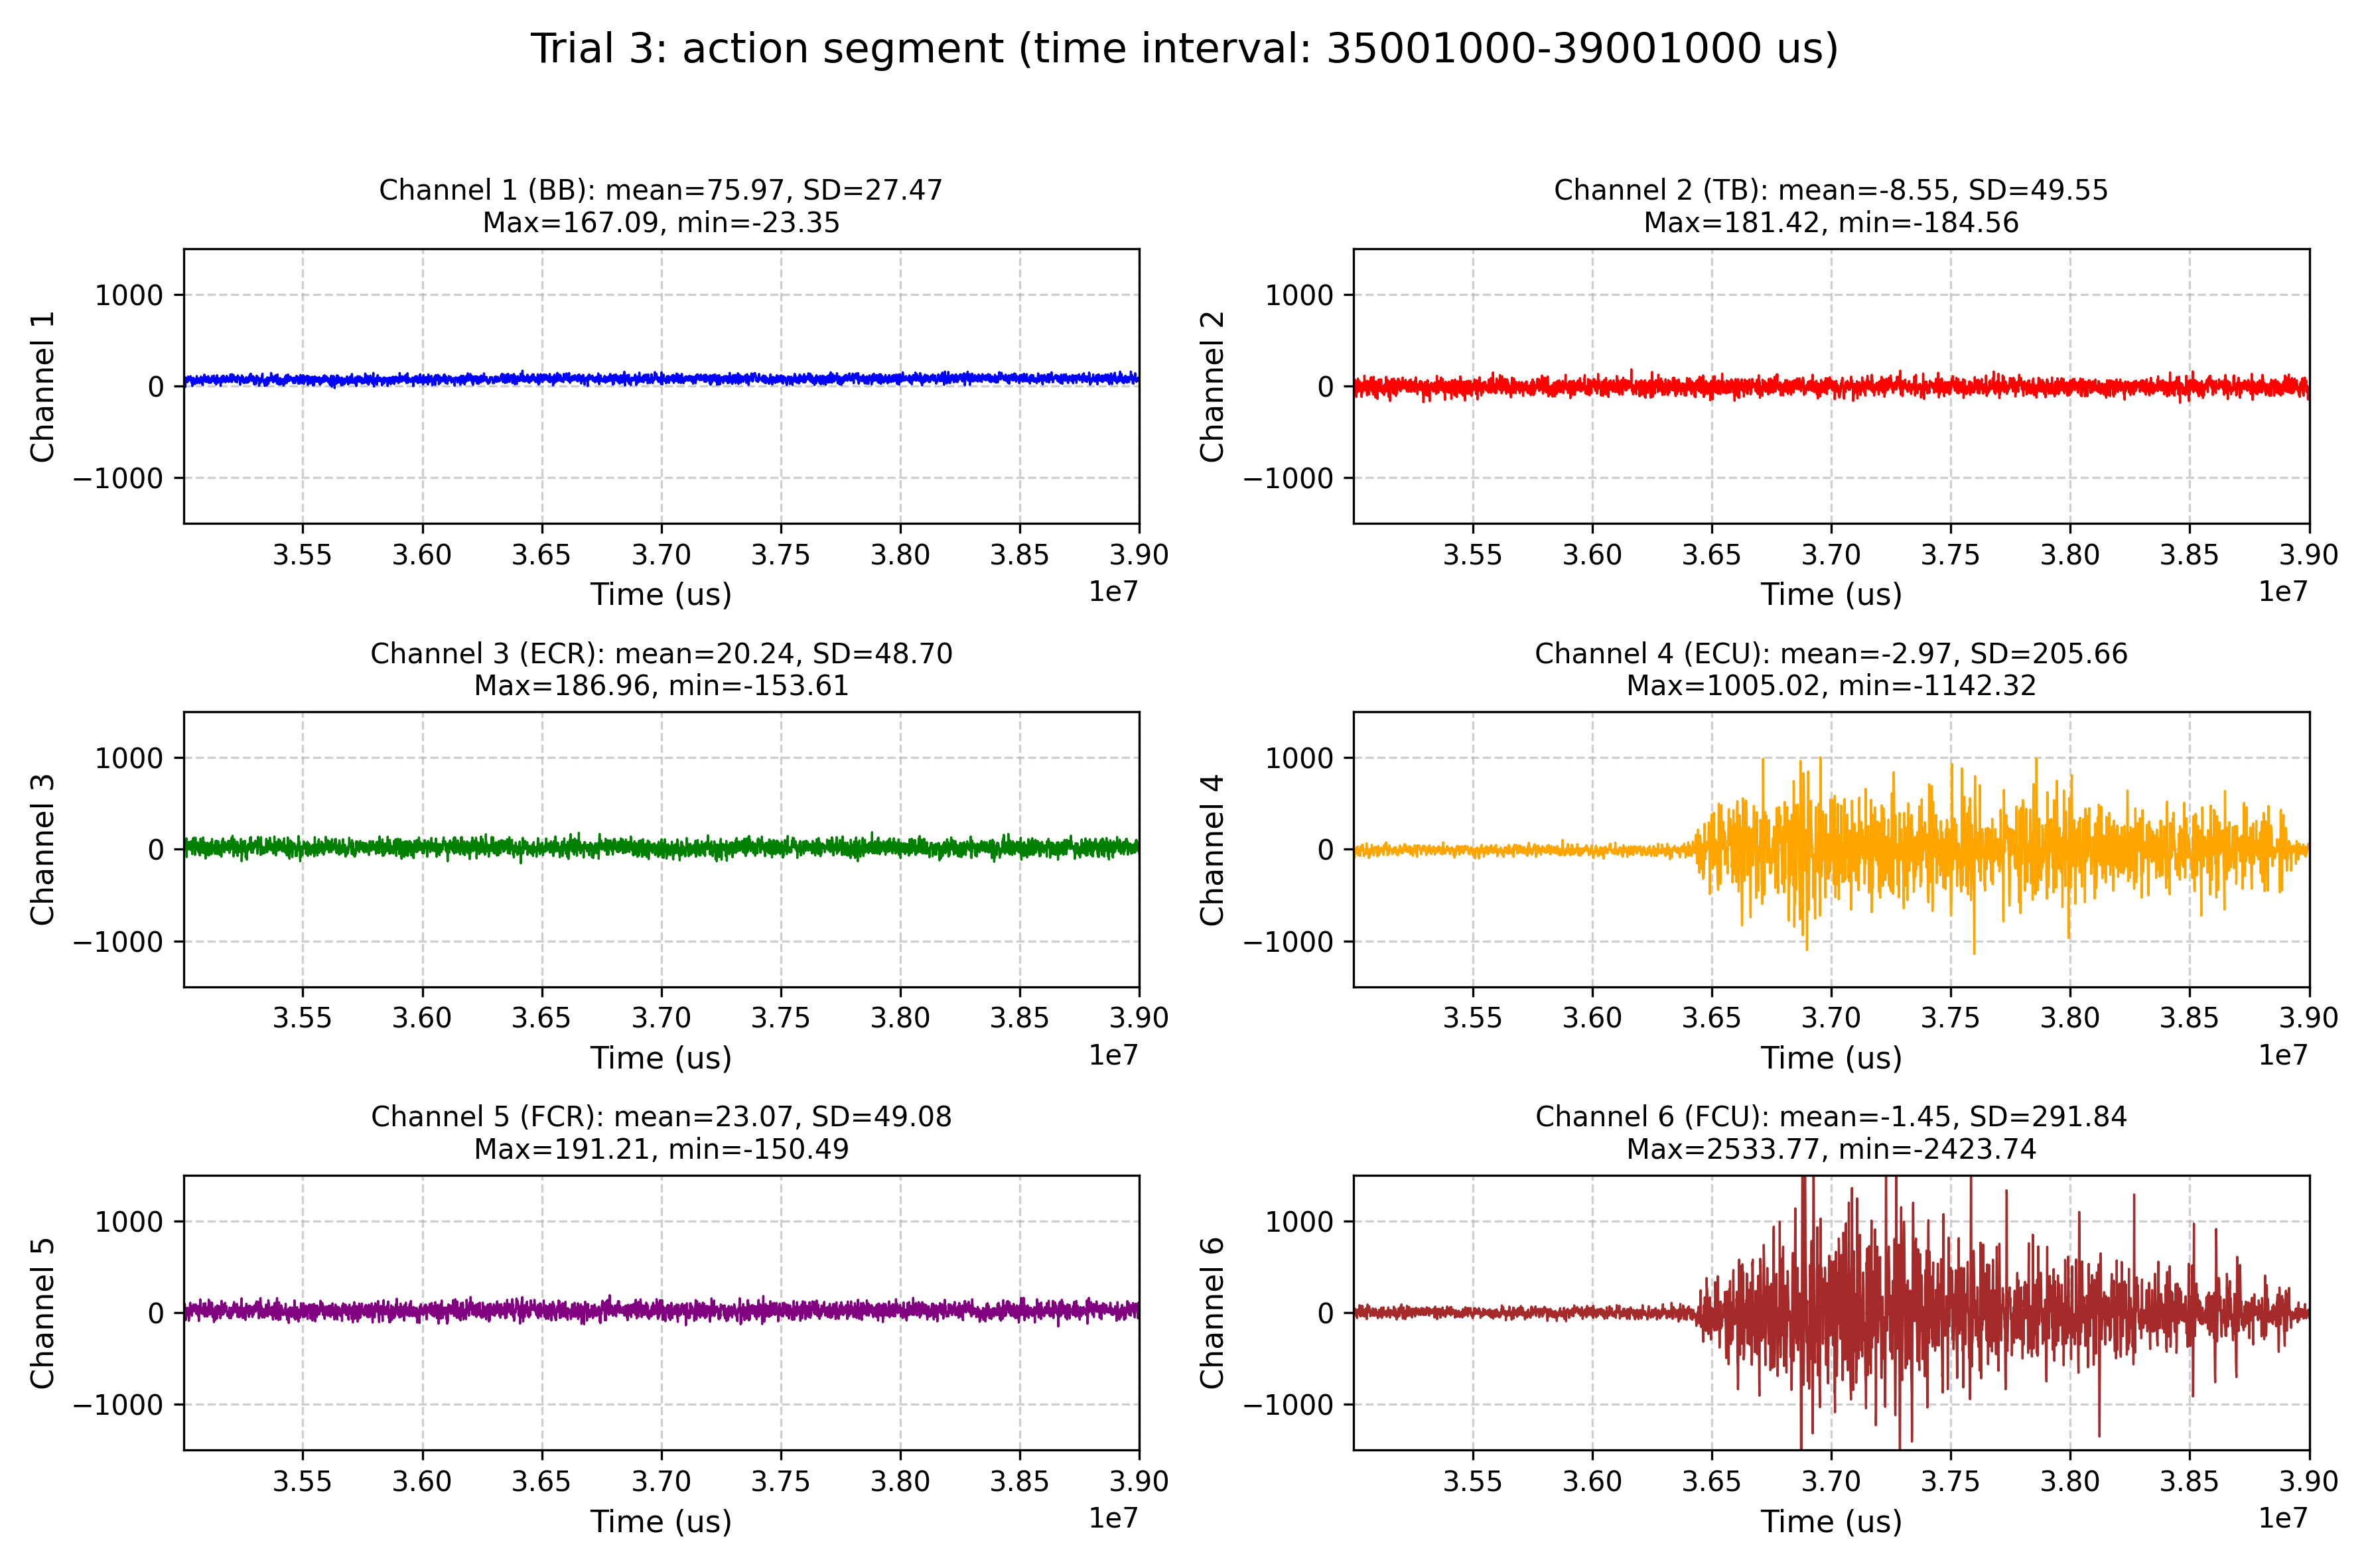 Trial 3: action segment (time interval: 35001000-39001000 us)
Channel 1 (BB): mean=75.97, SD=27.47
Max=167.09, min=-23.35
Channel 1
1000
0
−1000
3.55 3.60 3.65 3.70 3.75 3.80 3.85 3.90
Time (us)
1e7
Channel 2 (TB): mean=-8.55, SD=49.55
Max=181.42, min=-184.56
Channel 2
1000
0
−1000
3.55 3.60 3.65 3.70 3.75 3.80 3.85 3.90
Time (us)
1e7
Channel 3 (ECR): mean=20.24, SD=48.70
Max=186.96, min=-153.61
Channel 3
1000
0
−1000
3.55 3.60 3.65 3.70 3.75 3.80 3.85 3.90
Time (us)
1e7
Channel 4 (ECU): mean=-2.97, SD=205.66
Max=1005.02, min=-1142.32
Channel 4
1000
0
−1000
3.55 3.60 3.65 3.70 3.75 3.80 3.85 3.90
Time (us)
1e7
Channel 5 (FCR): mean=23.07, SD=49.08
Max=191.21, min=-150.49
Channel 5
1000
0
−1000
3.55 3.60 3.65 3.70 3.75 3.80 3.85 3.90
Time (us)
1e7
Channel 6 (FCU): mean=-1.45, SD=291.84
Max=2533.77, min=-2423.74
Channel 6
1000
0
−1000
3.55 3.60 3.65 3.70 3.75 3.80 3.85 3.90
Time (us)
1e7